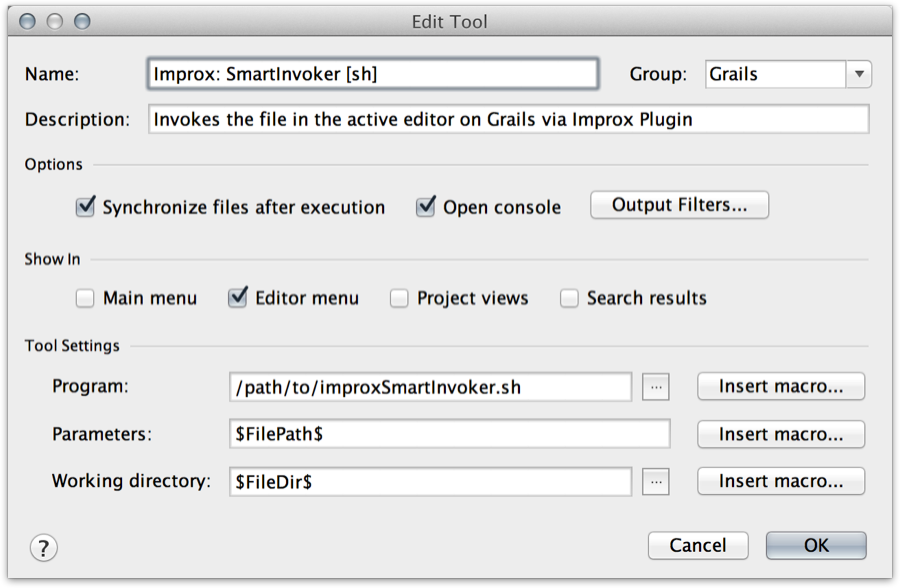 Edit Tool
Name: Improx: SmartInvoker [sh] Group: Grails
Description: Invokes the file in the active editor on Grails via Improx Plugin
Options
Synchronize files after execution Open console Output Filters...
Show In
Main menu Editor menu Project views Search results
Tool Settings
Program: /path/to/improxSmartInvoker.sh ... Insert macro...
Parameters: $FilePath$ Insert macro...
Working directory: $FileDir$ ... Insert macro...
? Cancel OK